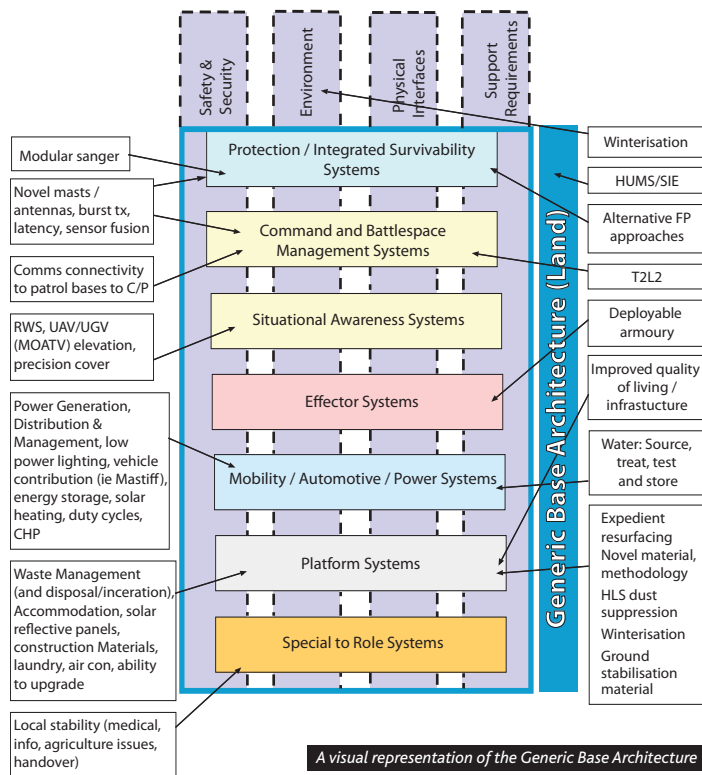 Safety &
Security
Environment
Physical
Interfaces
Support
Requirements
Modular sanger
Novel masts /
antennas, burst tx,
latency, sensor fusion
Comms connectivity
to patrol bases to C/P
RWS, UAV/UGV
(MOATV) elevation,
precision cover
Power Generation,
Distribution &
Management, low
power lighting, vehicle
contribution (ie Mastiff),
energy storage, solar
heating, duty cycles,
CHP
Waste Management
(and disposal/inceration),
Accommodation, solar
reflective panels,
construction Materials,
laundry, air con, ability
to upgrade
Local stability (medical,
info, agriculture issues,
handover)
Protection / Integrated Survivability
Systems
Command and Battlespace
Management Systems
Situational Awareness Systems
Effector Systems
Mobility / Automotive / Power Systems
Platform Systems
Special to Role Systems
Generic Base Architecture (Land)
Winterisation
HUMS/SIE
Alternative FP
approaches
T2L2
Deployable
armoury
Improved quality
of living /
infrastucture
Water: Source,
treat, test
and store
Expedient
resurfacing
Novel material,
methodology
HLS dust
suppression
Winterisation
Ground
stabilisation
material
A visual representation of the Generic Base Architecture